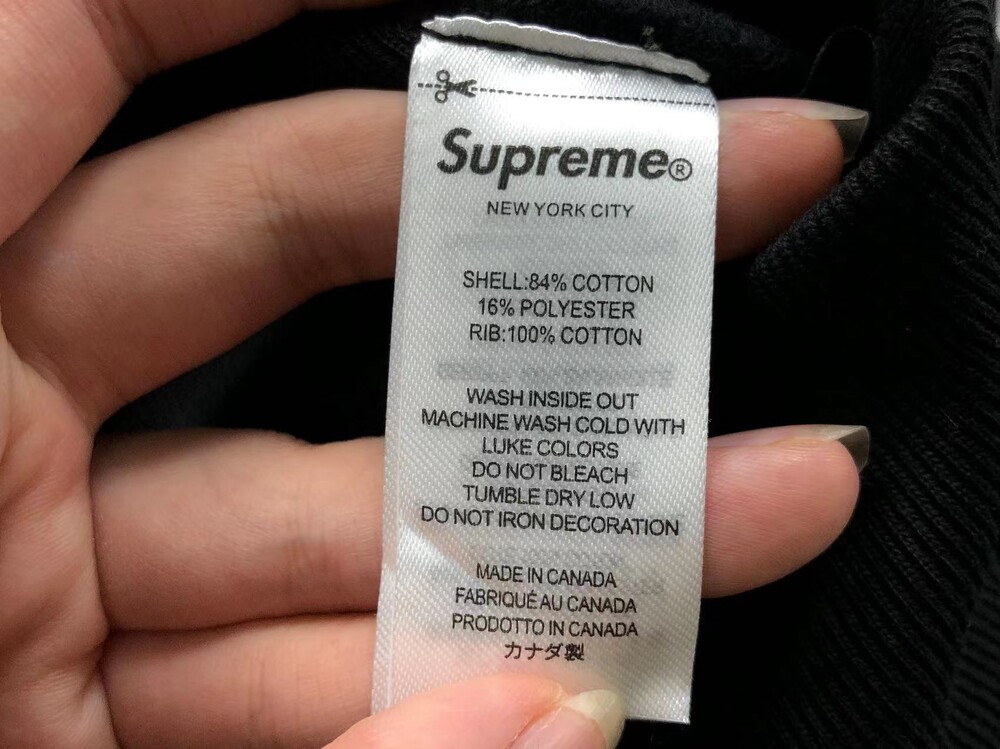 Supreme®
NEW YORK CITY
SHELL:84% COTTON
16% POLYESTER
RIB:100% COTTON
WASH INSIDE OUT
MACHINE WASH COLD WITH
LUKE COLORS
DO NOT BLEACH
TUMBLE DRY LOW
DO NOT IRON DECORATION
MADE IN CANADA
FABRIQUÉ AU CANADA
PRODOTTO IN CANADA
カナダ製